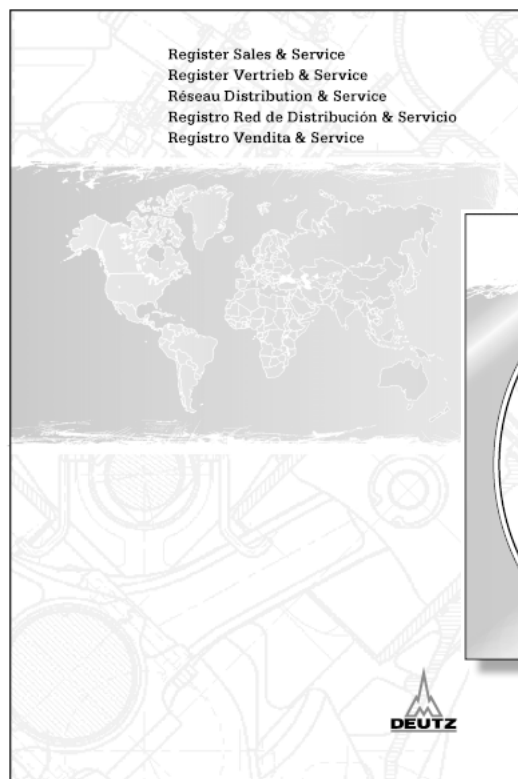 Register Sales & Service
Register Vertrieb & Service
Réseau Distribution & Service
Registro Red de Distribución & Servicio
Registro Vendita & Service
DEUTZ